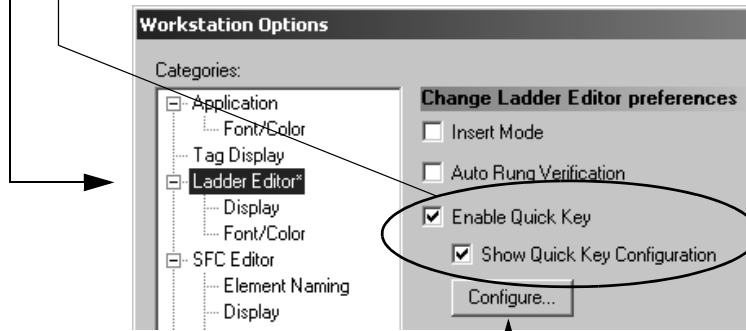 Workstation Options
Categories:
Application
Font/Color
Tag Display
Ladder Editor*
Display
Font/Color
SFC Editor
Element Naming
Display
Change Ladder Editor preferences
Insert Mode
Auto Rung Verification
Enable Quick Key
Show Quick Key Configuration
Configure...